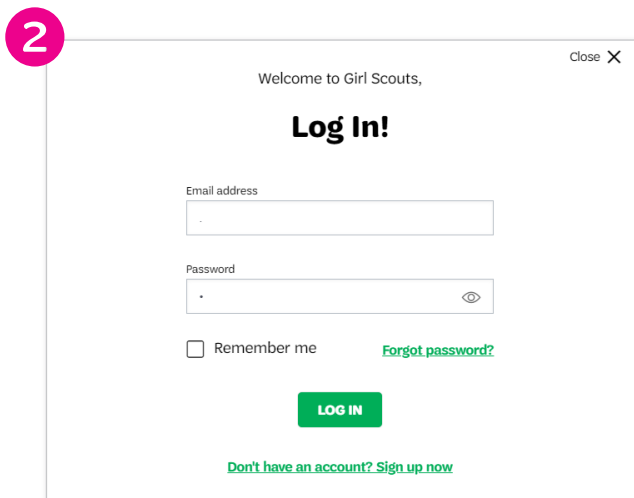 2
Close
Welcome to Girl Scouts,
Log In!
Email address
.
Password
•
Remember me
Forgot password?
LOG IN
Don't have an account? Sign up now